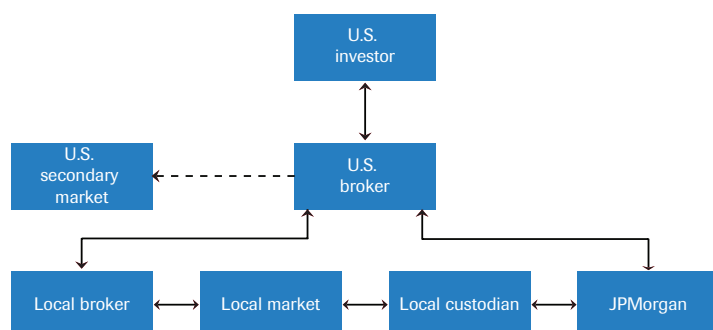 U.S.
investor
U.S.
secondary
market
U.S.
broker
Local broker
Local market
Local custodian
JPMorgan